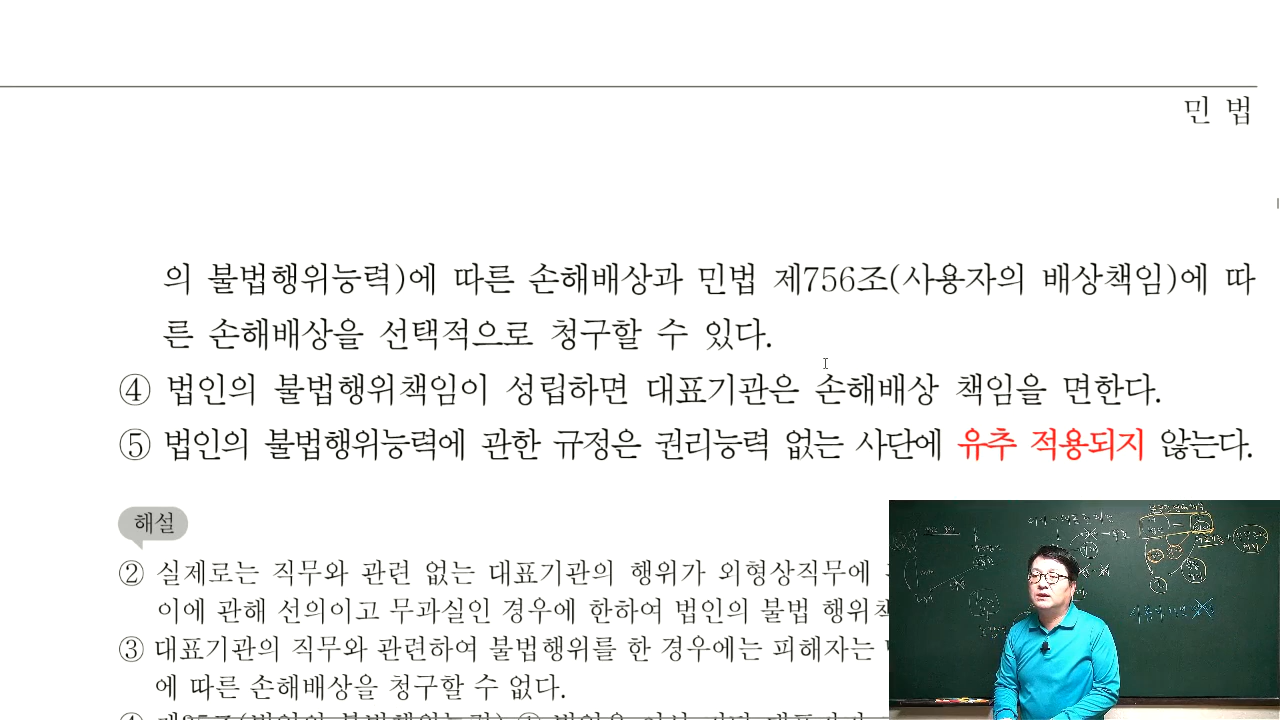 민 법
의 불법행위능력)에 따른 손해배상과 민법 제756조(사용자의 배상책임)에 따
른 손해배상을 선택적으로 청구할 수 있다.
④ 법인의 불법행위책임이 성립하면 대표기관은 손해배상 책임을 면한다.
⑤ 법인의 불법행위능력에 관한 규정은 권리능력 없는 사단에 유추 적용되지 않는다.
해설
② 실제로는 직무와 관련 없는 대표기관의 행위가 외형상직무에
이에 관해 선의이고 무과실인 경우에 한하여 법인의 불법 행위책
③ 대표기관의 직무와 관련하여 불법행위를 한 경우에는 피해자는
에 따른 손해배상을 청구할 수 없다.